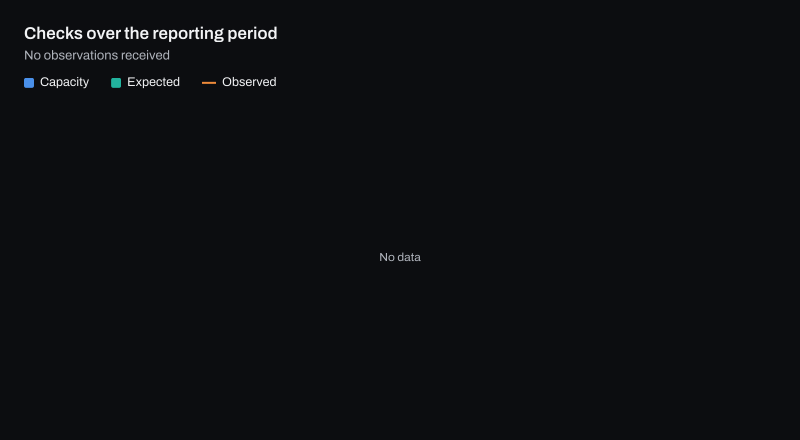 Checks over the reporting period
No observations received
Capacity Expected Observed
No data